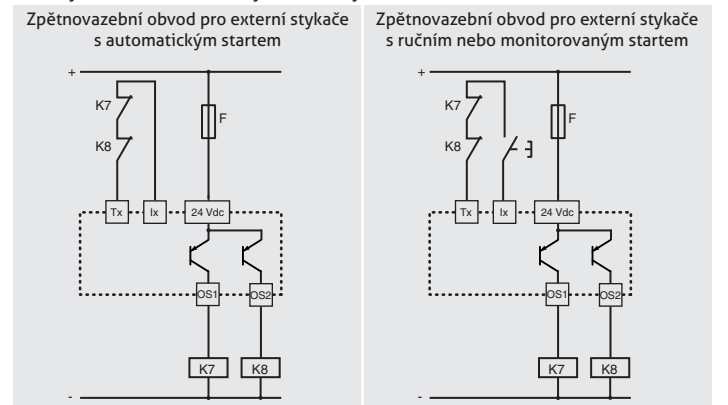 Zpětnovazební obvod pro externí stykače
s automatickým startem
+
K7
K8
F
Tx
Ix
24 Vdc
OS1
OS2
K7
K8
-
Zpětnovazební obvod pro externí stykače
s ručním nebo monitorovaným startem
+
K7
K8
F
Tx
Ix
24 Vdc
OS1
OS2
K7
K8
-